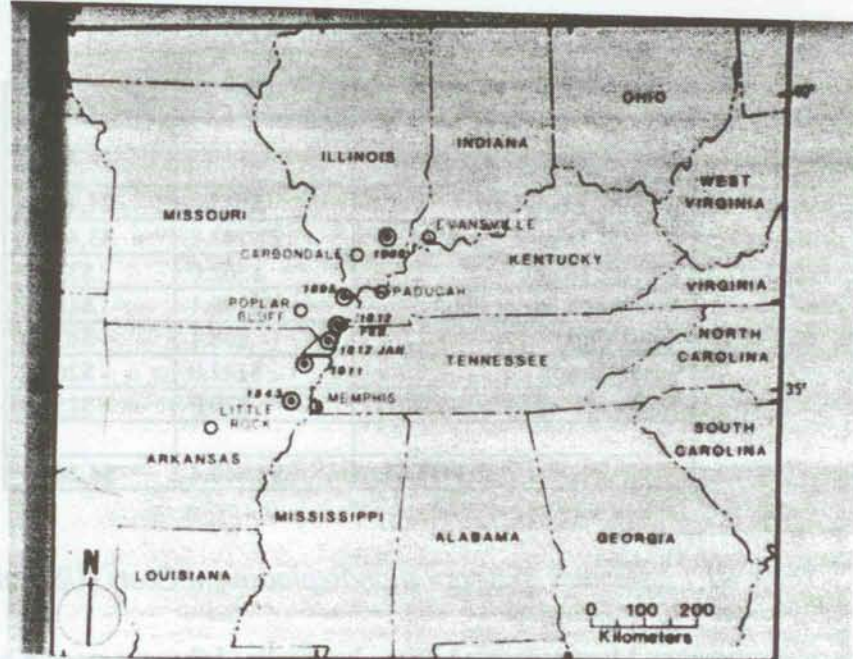 OHIO
40°
ILLINOIS
INDIANA
WEST
VIRGINIA
MISSOURI
EVANSVILLE
CARBONDALE
KENTUCKY
PADUCAH
VIRGINIA
POPLAR
BLUFF
1812
FEB
NORTH
CAROLINA
1812 JAN
TENNESSEE
1811
35°
1843
MEMPHIS
LITTLE
ROCK
SOUTH
CAROLINA
ARKANSAS
MISSISSIPPI
ALABAMA
GEORGIA
N
LOUISIANA
0 100 200
Kilometers